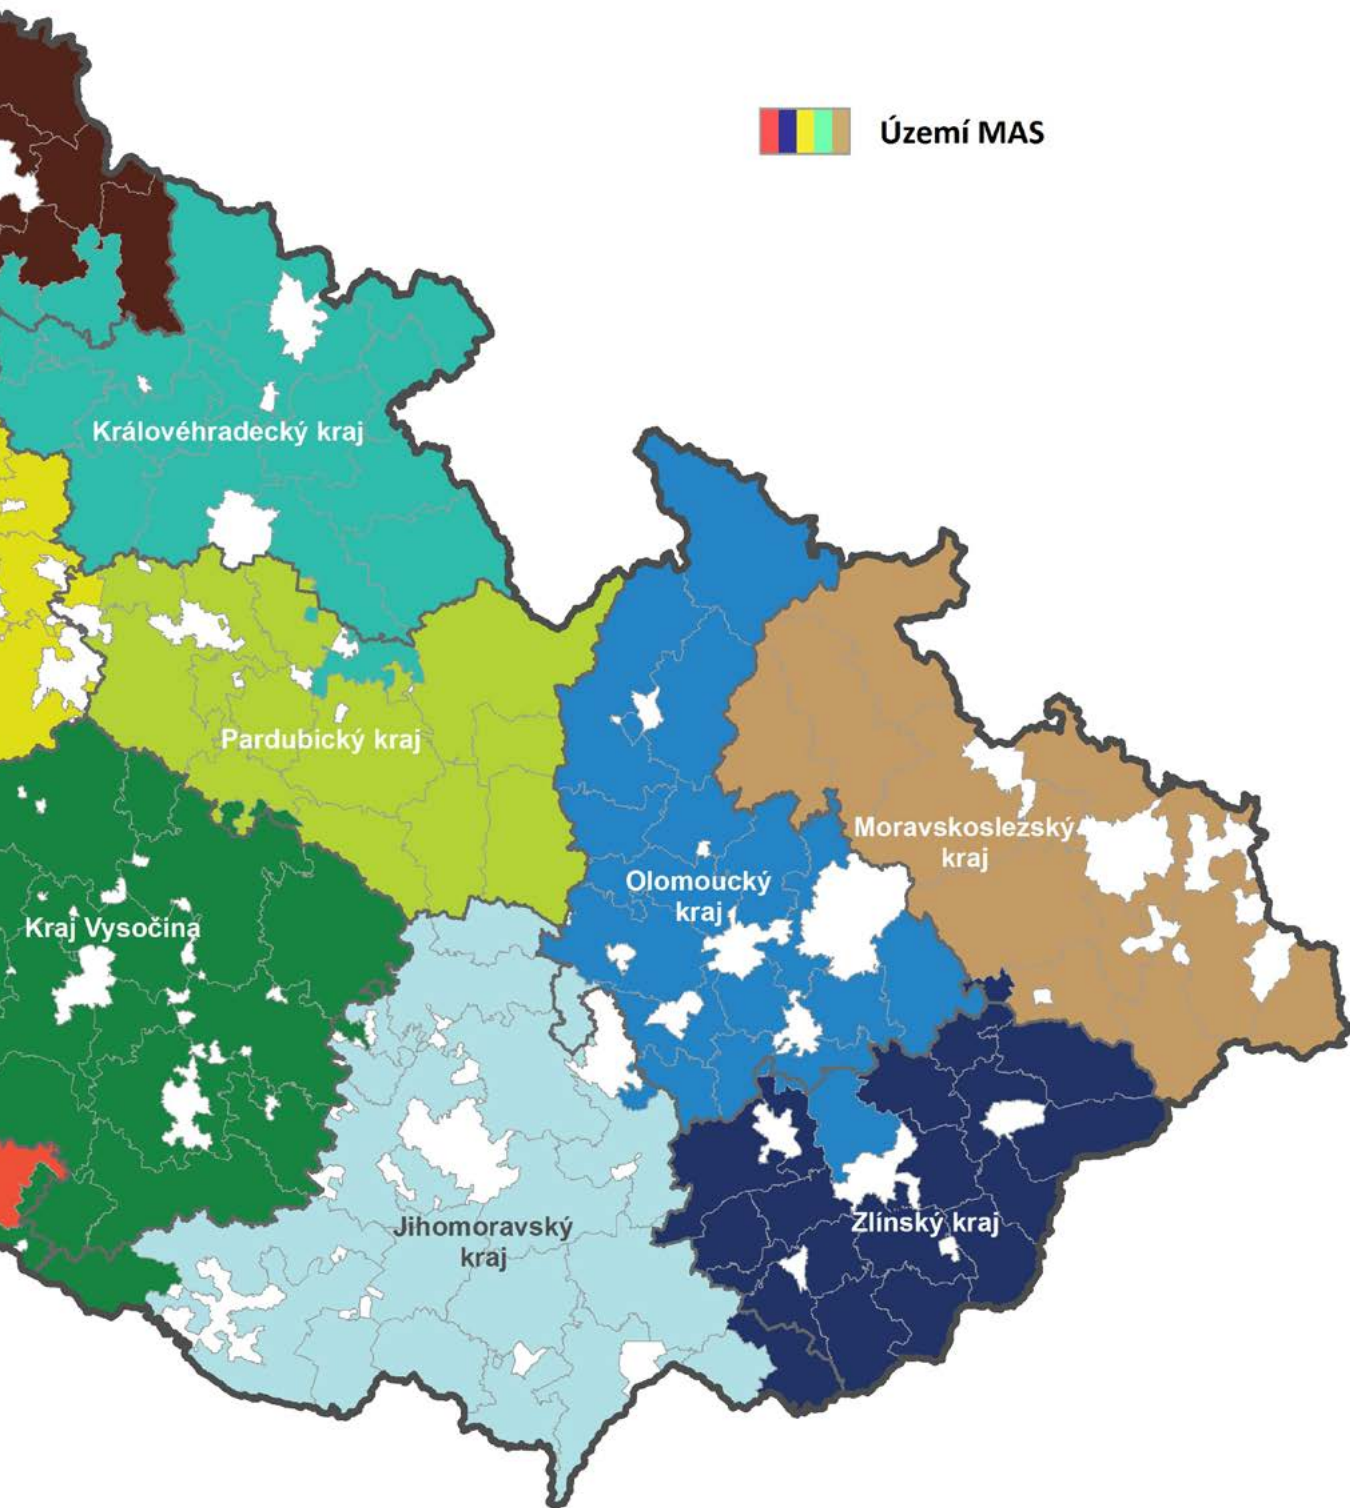 Území MAS
Královéhradecký kraj
Pardubický kraj
Moravskoslezský
kraj
Olomoucký
kraj
Kraj Vysočina
Zlínský kraj
Jihomoravský
kraj